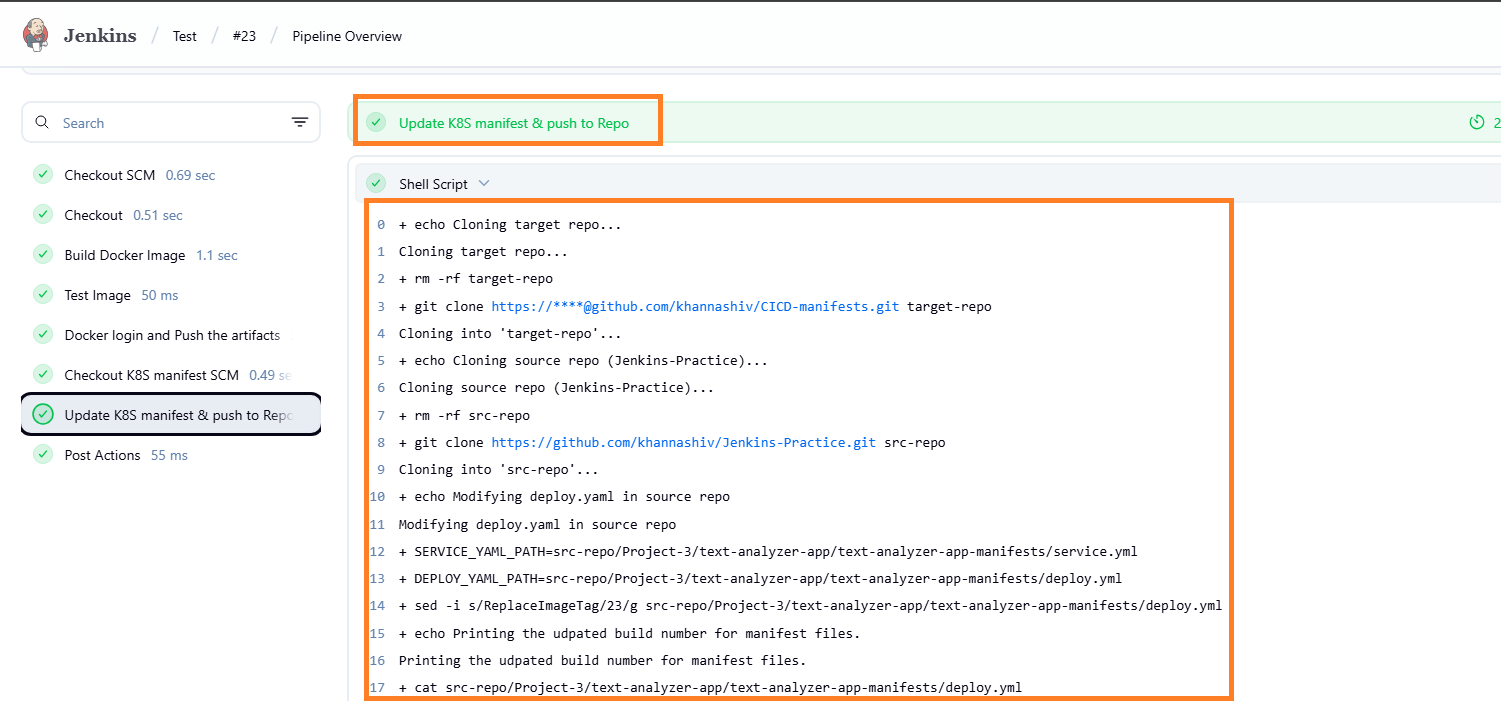 Jenkins / Test / #23 / Pipeline Overview
Search
Checkout SCM 0.69 sec
Checkout 0.51 sec
Build Docker Image 1.1 sec
Test Image 50 ms
Docker login and Push the artifacts
Checkout K8S manifest SCM 0.49 se
Update K8S manifest & push to Repo
Post Actions 55 ms
Update K8S manifest & push to Repo 2
Shell Script
0 + echo Cloning target repo...
1 Cloning target repo...
2 + rm -rf target-repo
3 + git clone https://****@github.com/khannashiv/CICD-manifests.git target-repo
4 Cloning into 'target-repo'...
5 + echo Cloning source repo (Jenkins-Practice)...
6 Cloning source repo (Jenkins-Practice)...
7 + rm -rf src-repo
8 + git clone https://github.com/khannashiv/Jenkins-Practice.git src-repo
9 Cloning into 'src-repo'...
10 + echo Modifying deploy.yaml in source repo
11 Modifying deploy.yaml in source repo
12 + SERVICE_YAML_PATH=src-repo/Project-3/text-analyzer-app/text-analyzer-app-manifests/service.yml
13 + DEPLOY_YAML_PATH=src-repo/Project-3/text-analyzer-app/text-analyzer-app-manifests/deploy.yml
14 + sed -i s/ReplaceImageTag/23/g src-repo/Project-3/text-analyzer-app/text-analyzer-app-manifests/deploy.yml
15 + echo Printing the udpated build number for manifest files.
16 Printing the udpated build number for manifest files.
17 + cat src-repo/Project-3/text-analyzer-app/text-analyzer-app-manifests/deploy.yml